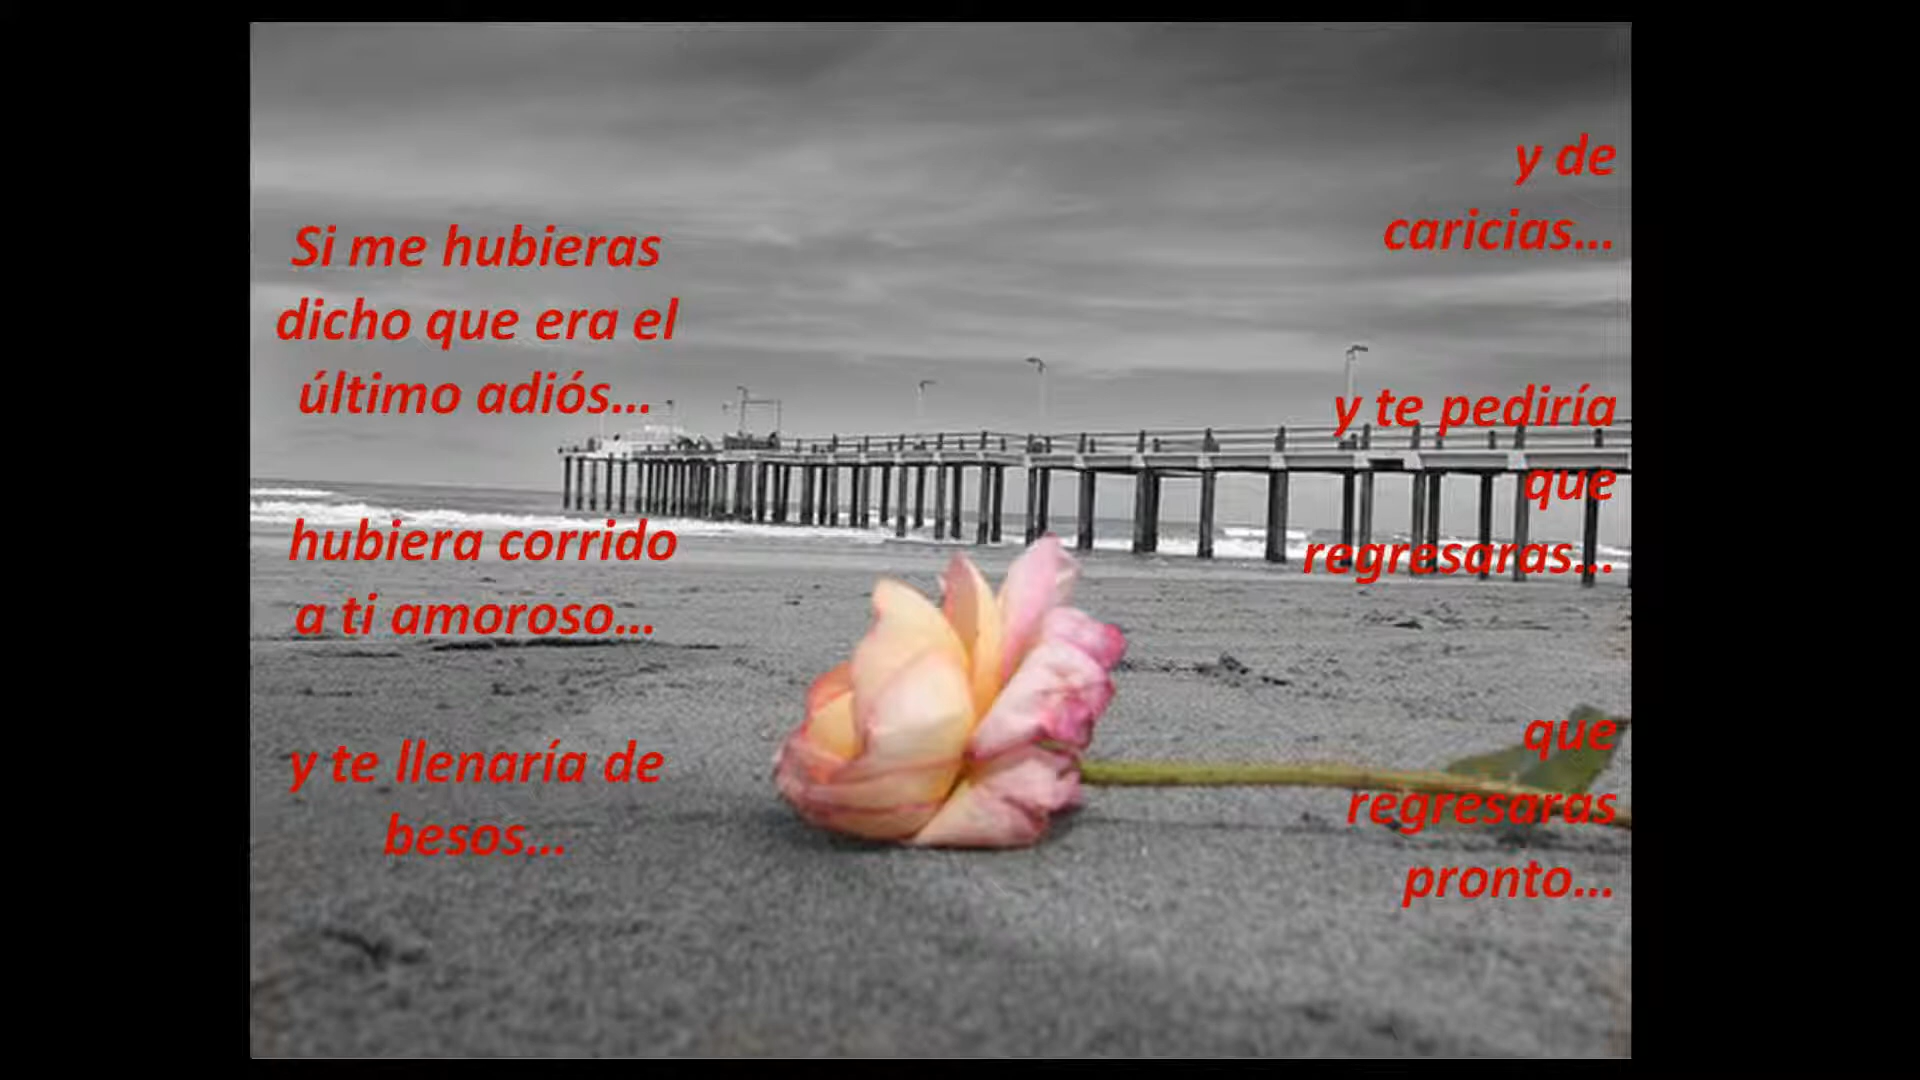 Si me hubieras
dicho que era el
último adiós...
hubiera corrido
a ti amoroso...
y te llenaría de
besos...
y de
caricias...
y te pediría
que
regresaras...
que
regresaras
pronto...